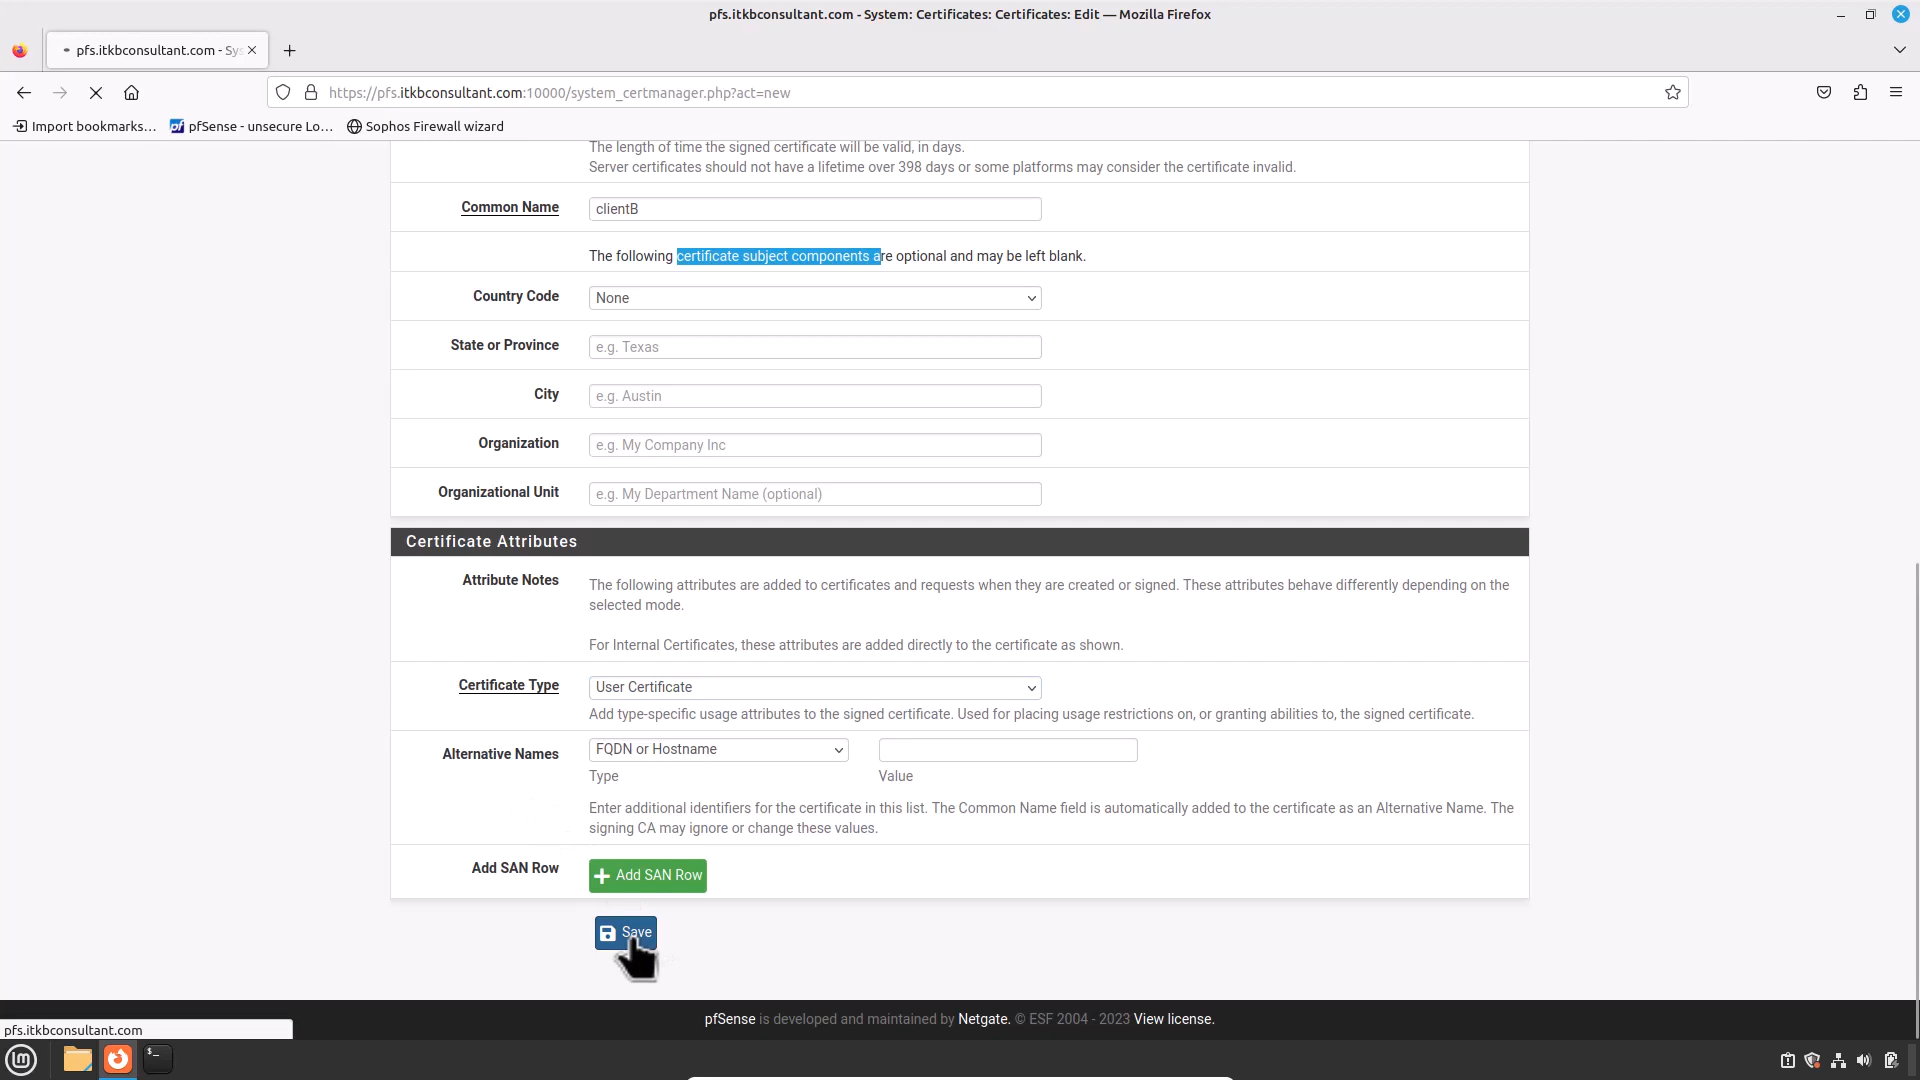 pfs.itkbconsultant.com - System: Certificates: Certificates: Edit — Mozilla Firefox
pfs.itkbconsultant.com - Sys
https://pfs.itkbconsultant.com:10000/system_certmanager.php?act=new
Import bookmarks...
pfSense - unsecure Lo...
Sophos Firewall wizard
The length of time the signed certificate will be valid, in days.
Server certificates should not have a lifetime over 398 days or some platforms may consider the certificate invalid.
Common Name
clientB
The following certificate subject components are optional and may be left blank.
Country Code
None
State or Province
e.g. Texas
City
e.g. Austin
Organization
e.g. My Company Inc
Organizational Unit
e.g. My Department Name (optional)
Certificate Attributes
Attribute Notes
The following attributes are added to certificates and requests when they are created or signed. These attributes behave differently depending on the
selected mode.
For Internal Certificates, these attributes are added directly to the certificate as shown.
Certificate Type
User Certificate
Add type-specific usage attributes to the signed certificate. Used for placing usage restrictions on, or granting abilities to, the signed certificate.
Alternative Names
FQDN or Hostname
Type
Value
Enter additional identifiers for the certificate in this list. The Common Name field is automatically added to the certificate as an Alternative Name. The
signing CA may ignore or change these values.
Add SAN Row
Add SAN Row
Save
pfSense is developed and maintained by Netgate. © ESF 2004 - 2023 View license.
pfs.itkbconsultant.com